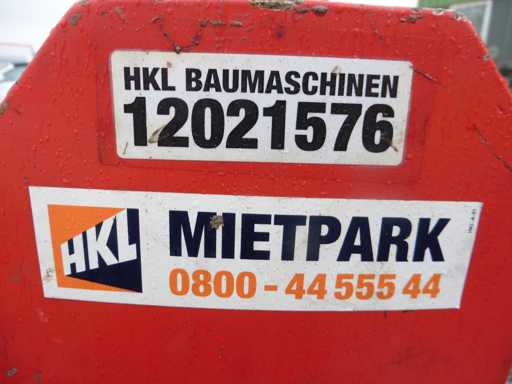 HKL BAUMASCHINEN
12021576
HKL
MIETPARK
0800 - 44 555 44